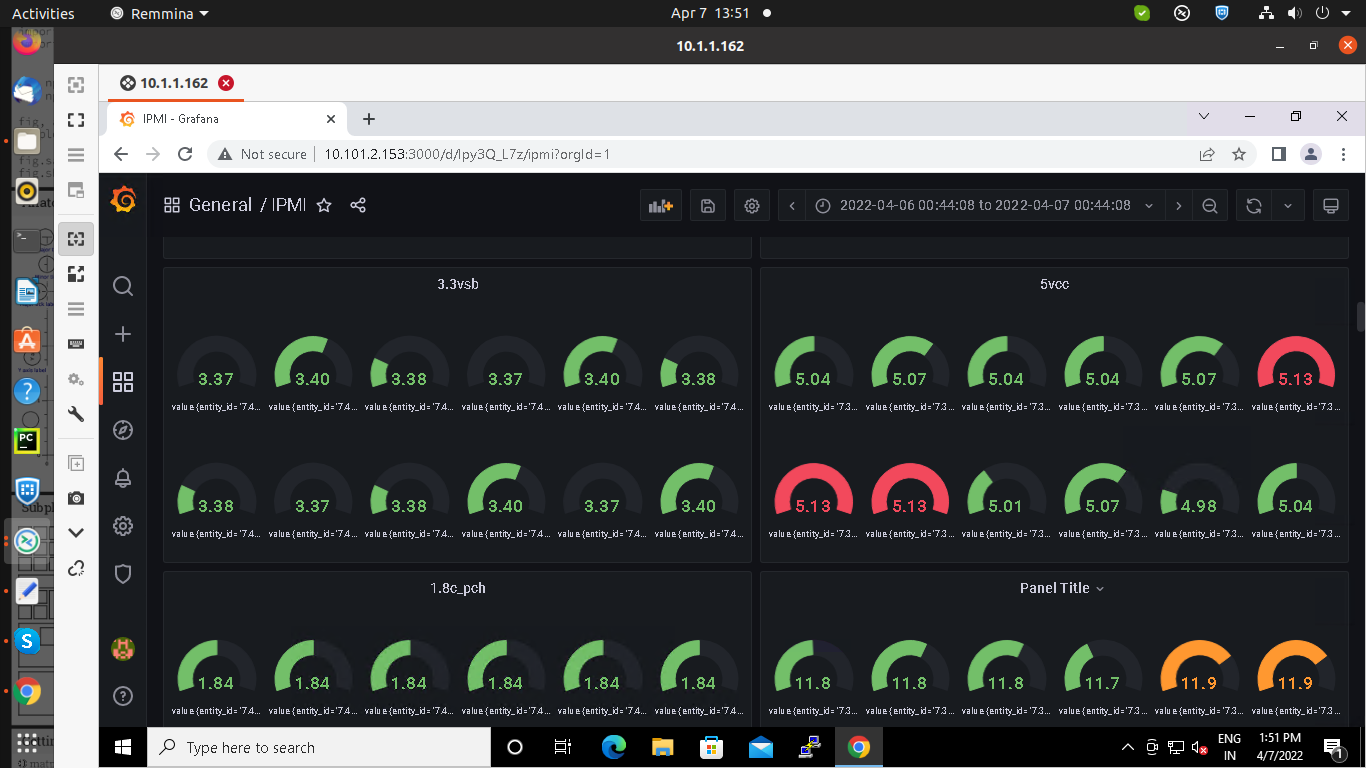 Activities
Remmina
Apr 7 13:51
10.1.1.162
10.1.1.162
IPMI - Grafana
Not secure
10.101.2.153:3000/d/lpy3Q_L7z/ipmi?orgId=1
General / IPMI
2022-04-06 00:44:08 to 2022-04-07 00:44:08
3.3vsb
3.37 3.40 3.38 3.37 3.40 3.38
value {entity_id="7.4... value {entity_id="7.4... value {entity_id="7.4... value {entity_id="7.4... value {entity_id="7.4... value {entity_id="7.4...
3.38 3.37 3.38 3.40 3.37 3.40
value {entity_id="7.4... value {entity_id="7.4... value {entity_id="7.4... value {entity_id="7.4... value {entity_id="7.4... value {entity_id="7.4...
5vcc
5.04 5.07 5.04 5.04 5.07 5.13
value {entity_id="7.3... value {entity_id="7.3... value {entity_id="7.3... value {entity_id="7.3... value {entity_id="7.3... value {entity_id="7.3...
5.13 5.13 5.01 5.07 4.98 5.04
value {entity_id="7.3... value {entity_id="7.3... value {entity_id="7.3... value {entity_id="7.3... value {entity_id="7.3... value {entity_id="7.3...
1.8c_pch
1.84 1.84 1.84 1.84 1.84 1.84
value {entity_id="7.4... value {entity_id="7.4... value {entity_id="7.4... value {entity_id="7.4... value {entity_id="7.4... value {entity_id="7.4...
Panel Title
11.8 11.8 11.8 11.7 11.9 11.9
value {entity_id="7.3... value {entity_id="7.3... value {entity_id="7.3... value {entity_id="7.3... value {entity_id="7.3... value {entity_id="7.3...
Type here to search
ENG
IN
1:51 PM
4/7/2022
1